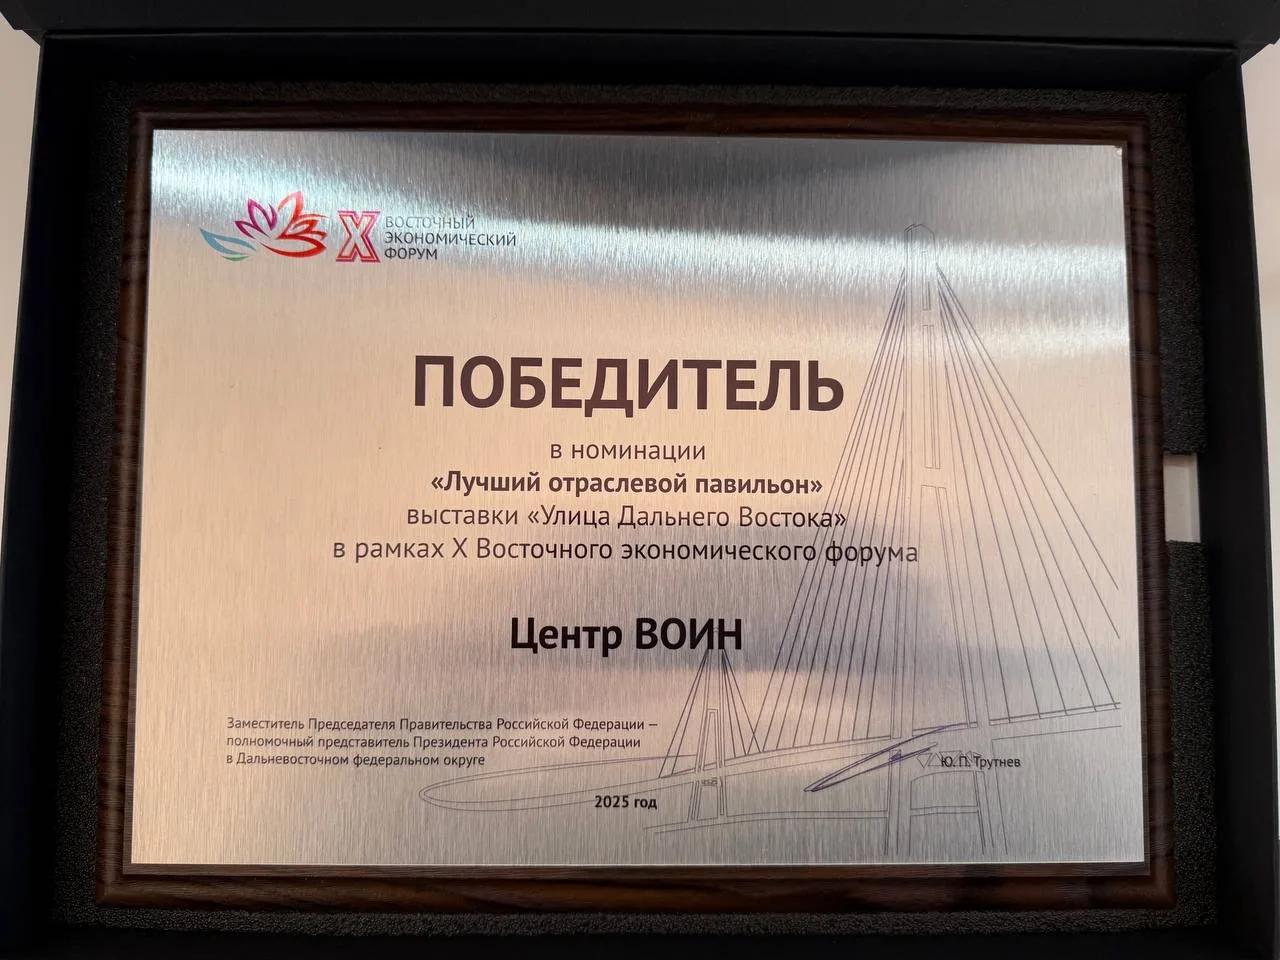 X
ВОСТОЧНЫЙ
ЭКОНОМИЧЕСКИЙ
ФОРУМ
ПОБЕДИТЕЛЬ
в номинации
«Лучший отраслевой павильон»
выставки «Улица Дальнего Востока»
в рамках X Восточного экономического форума
Центр ВОИН
Заместитель Председателя Правительства Российской Федерации –
полномочный представитель Президента Российской Федерации
в Дальневосточном федеральном округе
Ю. П. Трутнев
2025 год